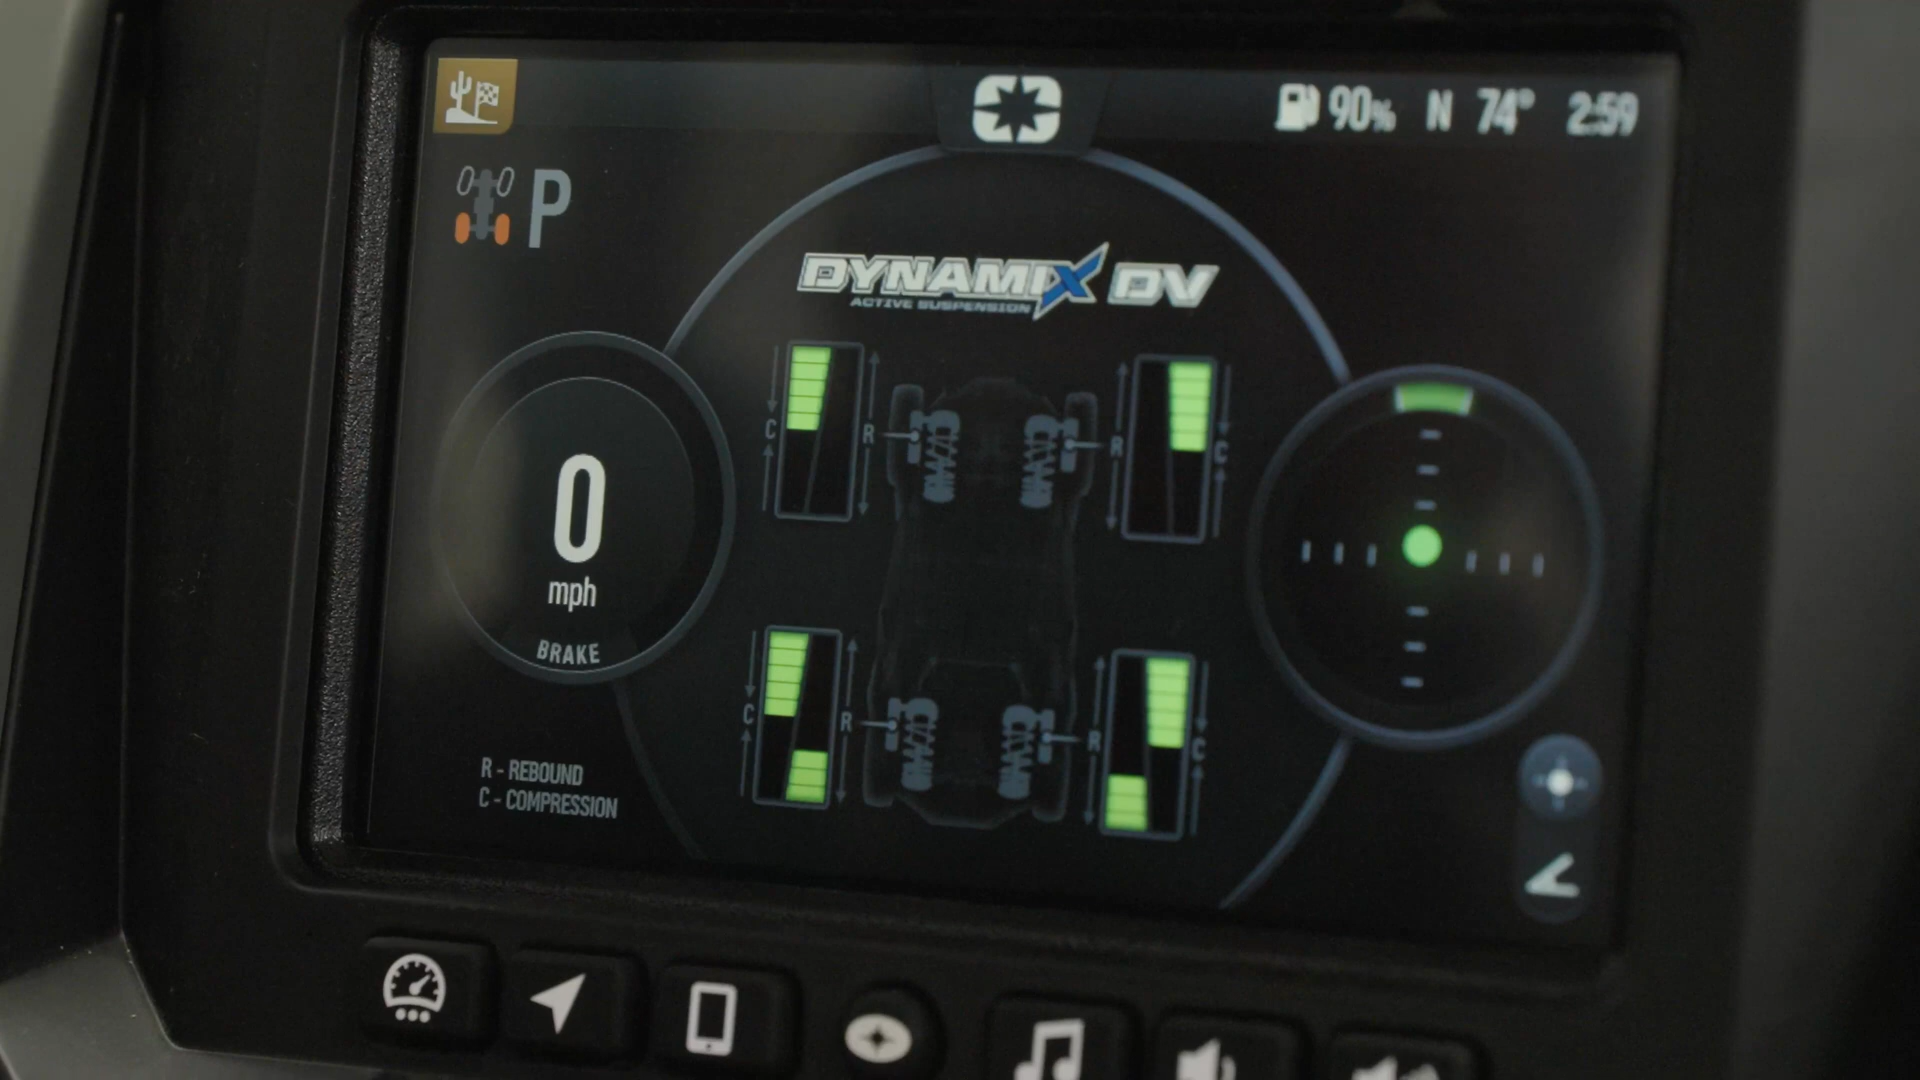 90% N 74° 2:59
P
DYNAMIX DV
ACTIVE SUSPENSION
C R R C
0
mph
BRAKE
C R R C
R - REBOUND
C - COMPRESSION